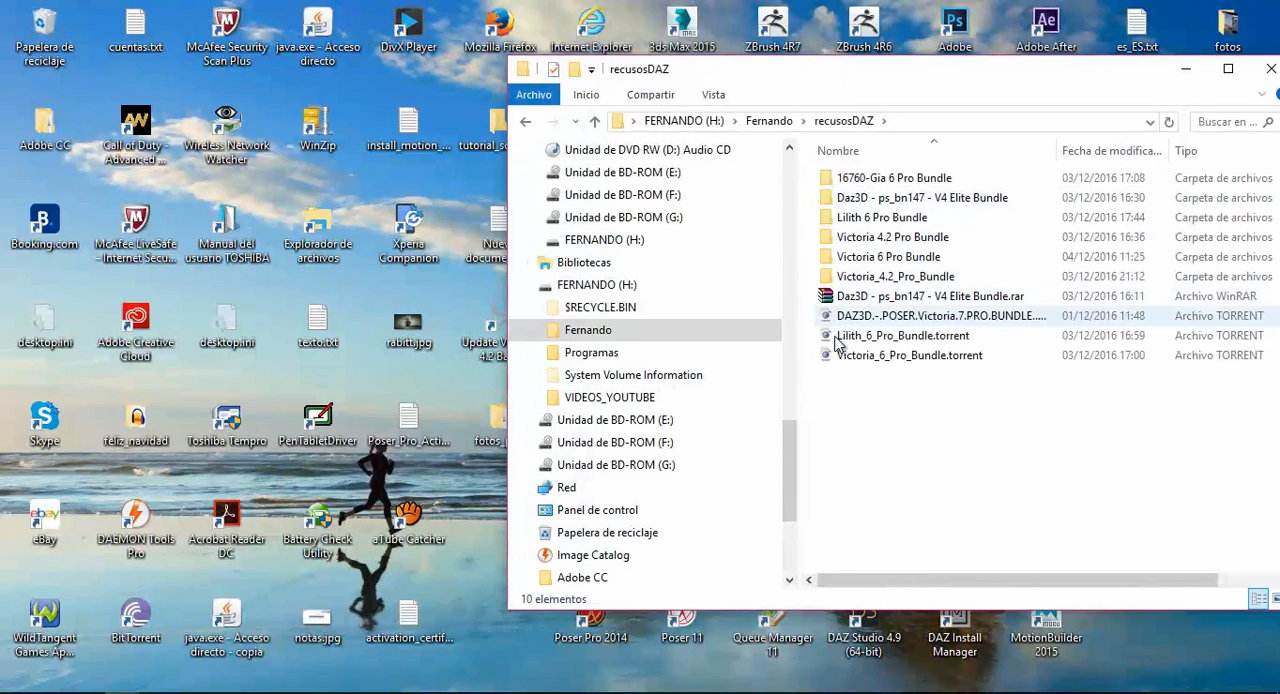 Papelera de reciclaje
cuentas.txt
McAfee Security Scan Plus
java.exe - Acceso directo
DivX Player
Mozilla Firefox
Internet Explorer
3ds Max 2015
ZBrush 4R7
ZBrush 4R6
Adobe
Adobe After
es_ES.txt
fotos
Adobe CC
Call of Duty - Advanced ...
Wireless Network Watcher
WinZip
install_motion_...
Booking.com
McAfee LiveSafe - Internet Secu...
Manual del usuario TOSHIBA
Explorador de archivos
Xperia Companion
desktop.ini
Adobe Creative Cloud
desktop.ini
texto.txt
rabitt.jpg
Skype
feliz_navidad
Toshiba Tempro
PenTabletDriver
Poser_Pro_Acti...
eBay
DAEMON Tools Pro
Acrobat Reader DC
Battery Check Utility
aTube Catcher
WildTangent Games Ap...
BitTorrent
java.exe - Acceso directo - copia
notas.jpg
activation_certif...
Poser Pro 2014
Poser 11
Queue Manager 11
DAZ Studio 4.9 (64-bit)
DAZ Install Manager
MotionBuilder 2015
recusosDAZ
Archivo Inicio Compartir Vista
FERNANDO (H:) Fernando recusosDAZ
Buscar en ...
Unidad de DVD RW (D:) Audio CD
Unidad de BD-ROM (E:)
Unidad de BD-ROM (F:)
Unidad de BD-ROM (G:)
FERNANDO (H:)
Bibliotecas
FERNANDO (H:)
$RECYCLE.BIN
Fernando
Programas
System Volume Information
VIDEOS_YOUTUBE
Unidad de BD-ROM (E:)
Unidad de BD-ROM (F:)
Unidad de BD-ROM (G:)
Red
Panel de control
Papelera de reciclaje
Image Catalog
Adobe CC
Nombre Fecha de modifica... Tipo
16760-Gia 6 Pro Bundle 03/12/2016 17:08 Carpeta de archivos
Daz3D - ps_bn147 - V4 Elite Bundle 03/12/2016 16:30 Carpeta de archivos
Lilith 6 Pro Bundle 03/12/2016 17:44 Carpeta de archivos
Victoria 4.2 Pro Bundle 03/12/2016 16:36 Carpeta de archivos
Victoria 6 Pro Bundle 04/12/2016 11:25 Carpeta de archivos
Victoria_4.2_Pro_Bundle 03/12/2016 21:12 Carpeta de archivos
Daz3D - ps_bn147 - V4 Elite Bundle.rar 03/12/2016 16:11 Archivo WinRAR
DAZ3D.-.POSER.Victoria.7.PRO.BUNDLE..... 01/12/2016 11:48 Archivo TORRENT
Lilith_6_Pro_Bundle.torrent 03/12/2016 16:59 Archivo TORRENT
Victoria_6_Pro_Bundle.torrent 03/12/2016 17:00 Archivo TORRENT
10 elementos